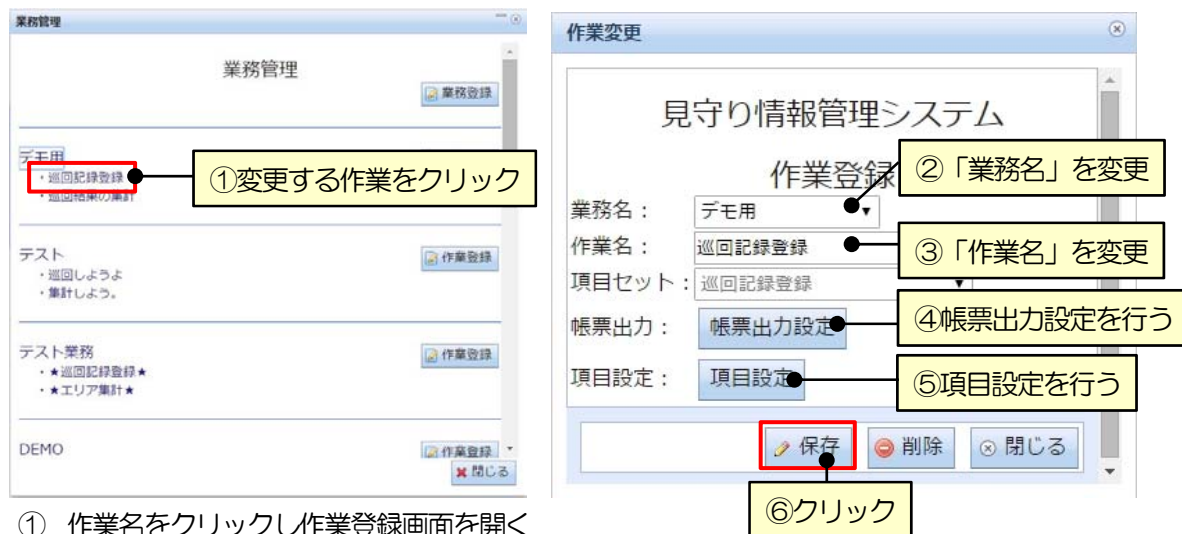 業務管理
業務管理
業務登録
デモ用
・巡回記録登録
・巡回結果の集計
①変更する作業をクリック
テスト
作業登録
・巡回しようよ
・集計しよう。
テスト業務
作業登録
・★巡回記録登録★
・★エリア集計★
DEMO
作業登録
閉じる
① 作業名をクリックし作業登録画面を開く
作業変更
見守り情報管理システム
作業登録
②「業務名」を変更
業務名： デモ用
作業名： 巡回記録登録
③「作業名」を変更
項目セット： 巡回記録登録
帳票出力： 帳票出力設定
④帳票出力設定を行う
項目設定： 項目設定
⑤項目設定を行う
保存 削除 閉じる
⑥クリック